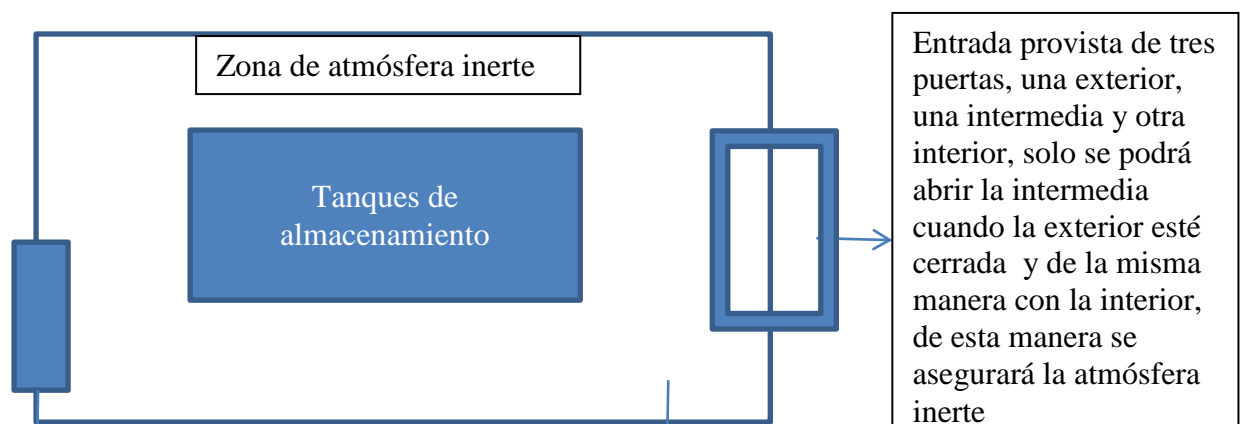 Zona de atmósfera inerte
Tanques de
almacenamiento
Entrada provista de tres
puertas, una exterior,
una intermedia y otra
interior, solo se podrá
abrir la intermedia
cuando la exterior esté
cerrada  y de la misma
manera con la interior,
de esta manera se
asegurará la atmósfera
inerte